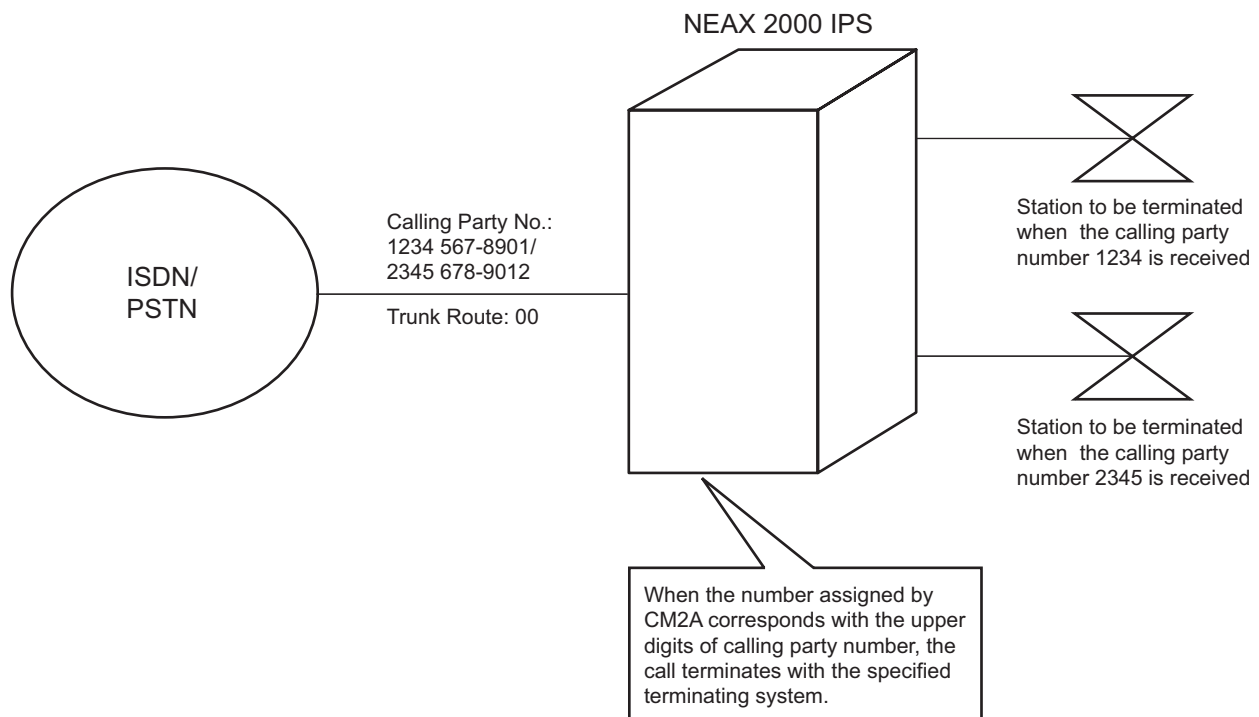 NEAX 2000 IPS
ISDN/
PSTN
Calling Party No.:
1234 567-8901/
2345 678-9012
Trunk Route: 00
Station to be terminated
when the calling party
number 1234 is received
Station to be terminated
when the calling party
number 2345 is received
When the number assigned by
CM2A corresponds with the upper
digits of calling party number, the
call terminates with the specified
terminating system.